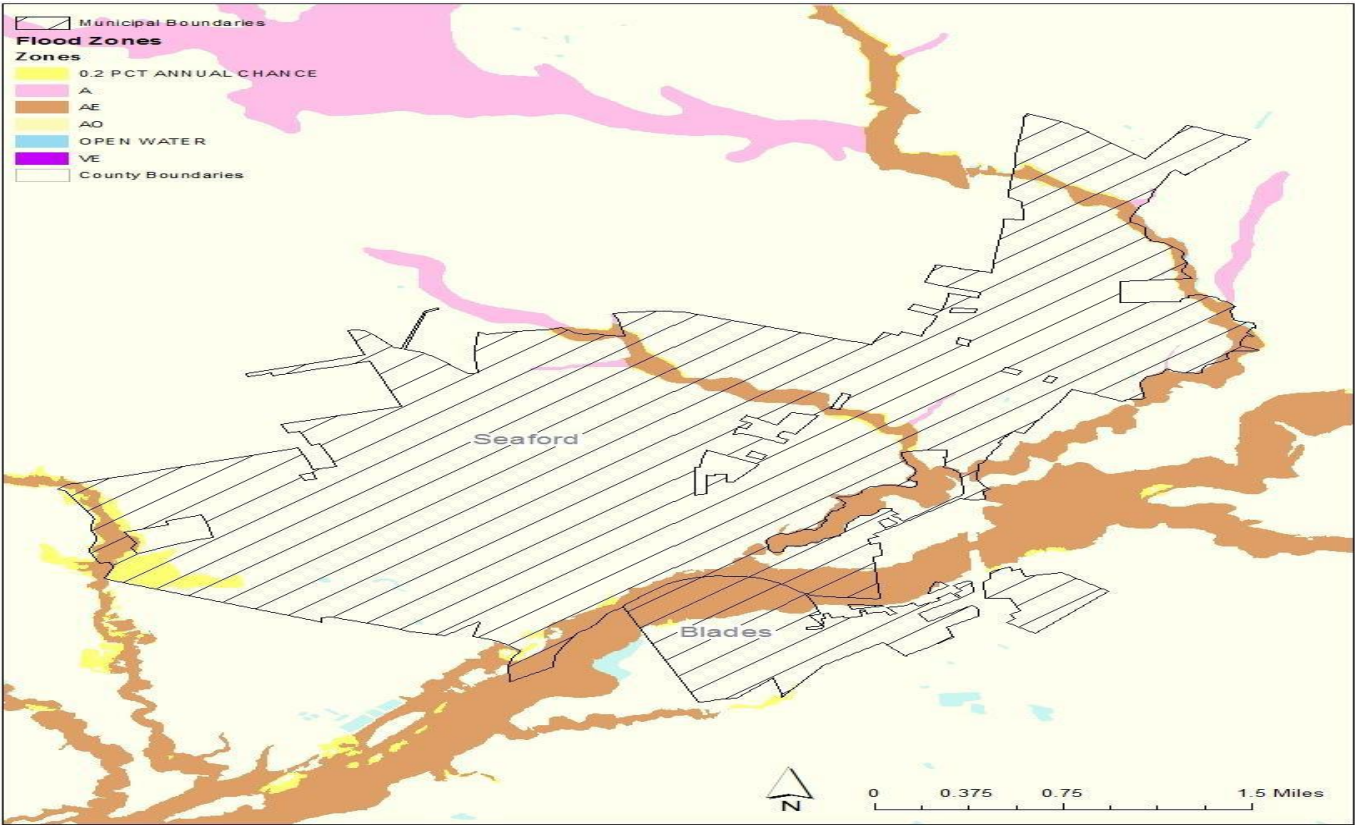 Municipal Boundaries
Flood Zones
Zones
0.2 PCT ANNUAL CHANCE
A
AE
AO
OPEN WATER
VE
County Boundaries
Seaford
Blades
N
0 0.375 0.75 1.5 Miles